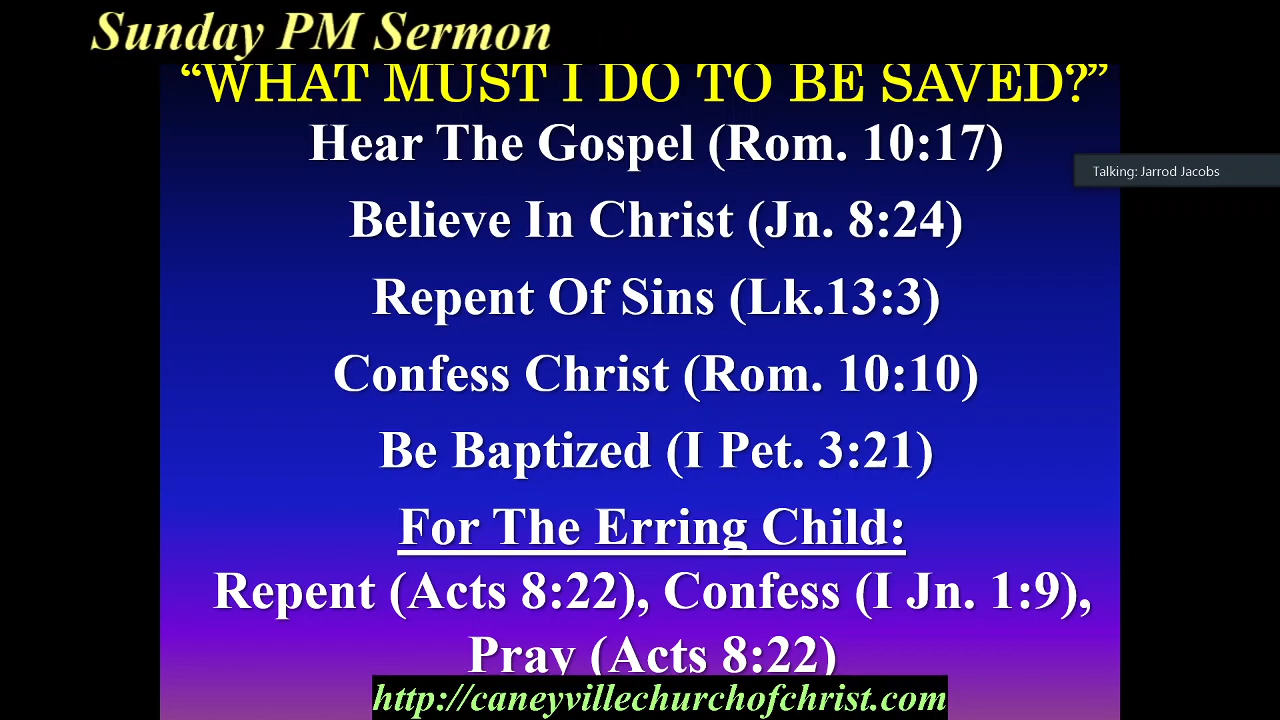 Sunday PM Sermon
“WHAT MUST I DO TO BE SAVED?”
Hear The Gospel (Rom. 10:17)
Talking: Jarrod Jacobs
Believe In Christ (Jn. 8:24)
Repent Of Sins (Lk.13:3)
Confess Christ (Rom. 10:10)
Be Baptized (I Pet. 3:21)
For The Erring Child:
Repent (Acts 8:22), Confess (I Jn. 1:9),
Pray (Acts 8:22)
http://caneyvillechurchofchrist.com